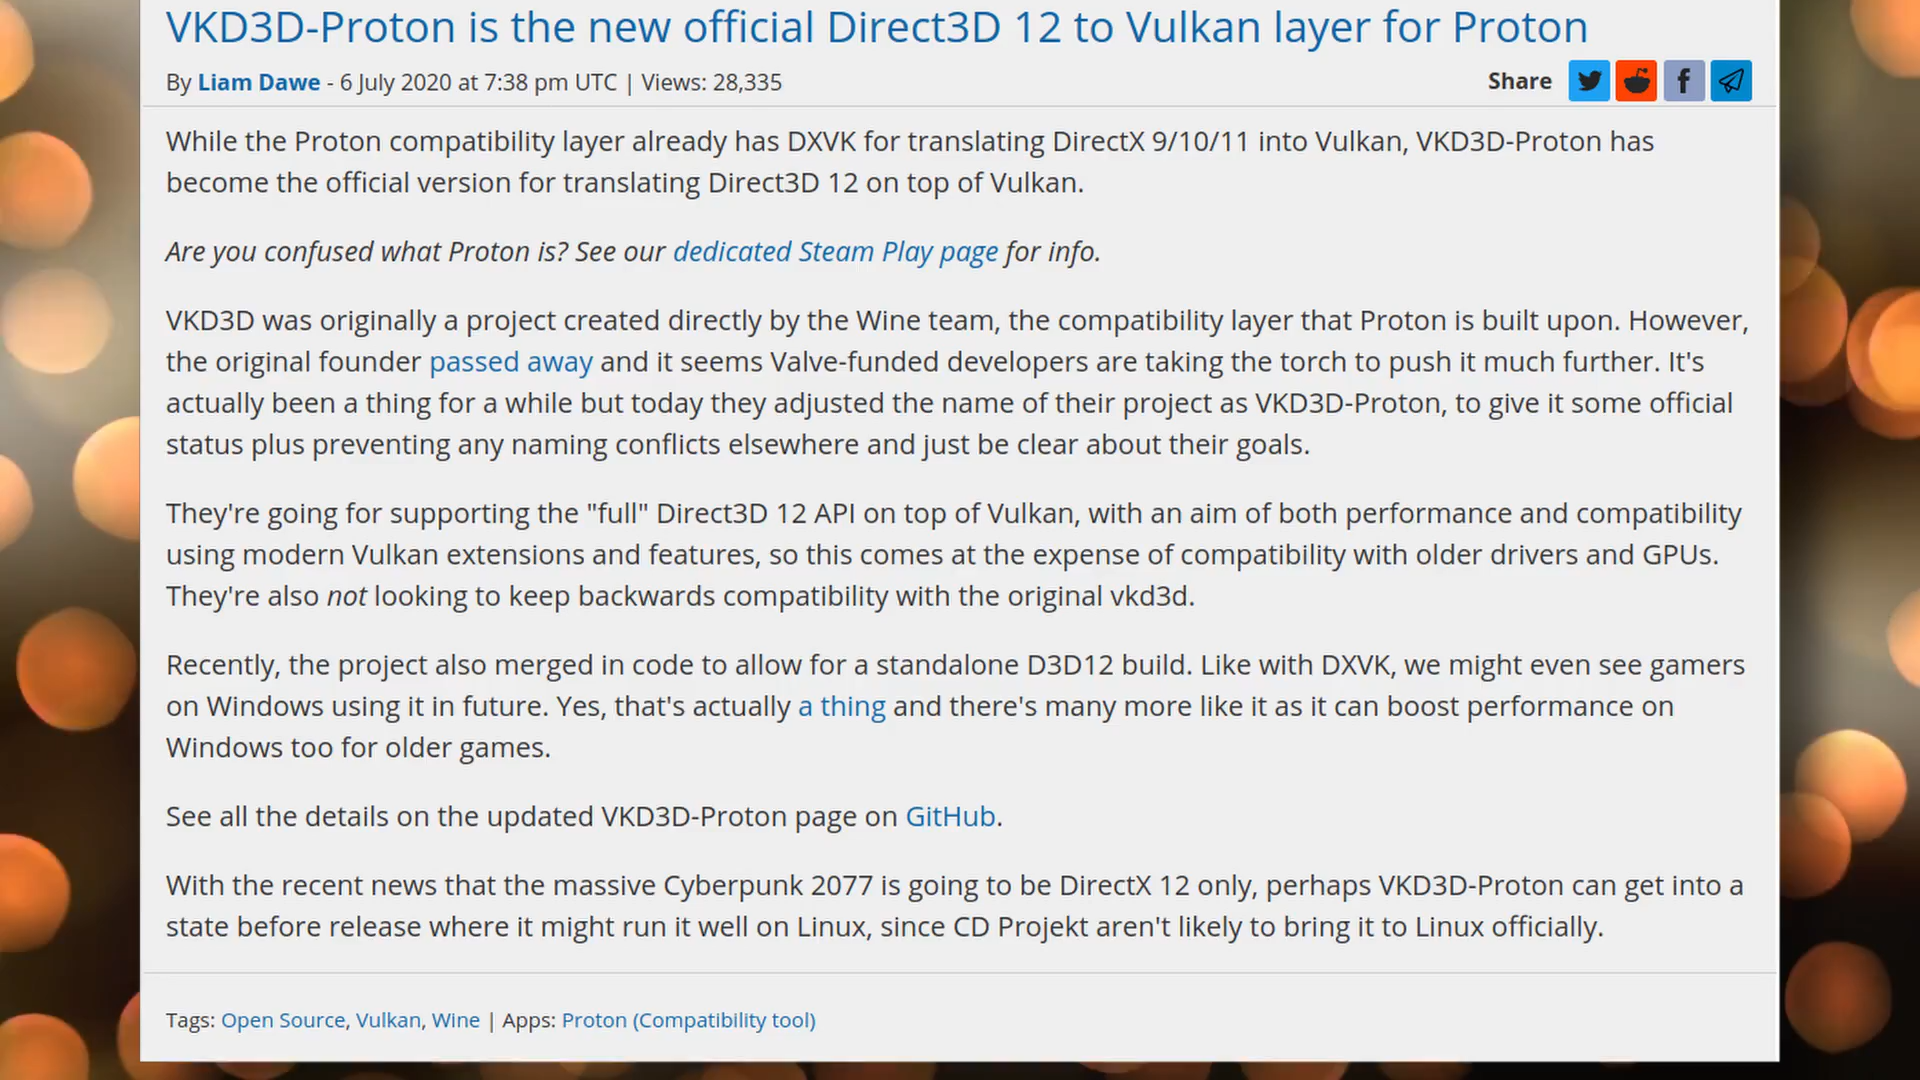 VKD3D-Proton is the new official Direct3D 12 to Vulkan layer for Proton
By Liam Dawe - 6 July 2020 at 7:38 pm UTC | Views: 28,335
Share
While the Proton compatibility layer already has DXVK for translating DirectX 9/10/11 into Vulkan, VKD3D-Proton has
become the official version for translating Direct3D 12 on top of Vulkan.
Are you confused what Proton is? See our dedicated Steam Play page for info.
VKD3D was originally a project created directly by the Wine team, the compatibility layer that Proton is built upon. However,
the original founder passed away and it seems Valve-funded developers are taking the torch to push it much further. It's
actually been a thing for a while but today they adjusted the name of their project as VKD3D-Proton, to give it some official
status plus preventing any naming conflicts elsewhere and just be clear about their goals.
They're going for supporting the "full" Direct3D 12 API on top of Vulkan, with an aim of both performance and compatibility
using modern Vulkan extensions and features, so this comes at the expense of compatibility with older drivers and GPUs.
They're also not looking to keep backwards compatibility with the original vkd3d.
Recently, the project also merged in code to allow for a standalone D3D12 build. Like with DXVK, we might even see gamers
on Windows using it in future. Yes, that's actually a thing and there's many more like it as it can boost performance on
Windows too for older games.
See all the details on the updated VKD3D-Proton page on GitHub.
With the recent news that the massive Cyberpunk 2077 is going to be DirectX 12 only, perhaps VKD3D-Proton can get into a
state before release where it might run it well on Linux, since CD Projekt aren't likely to bring it to Linux officially.
Tags: Open Source, Vulkan, Wine | Apps: Proton (Compatibility tool)